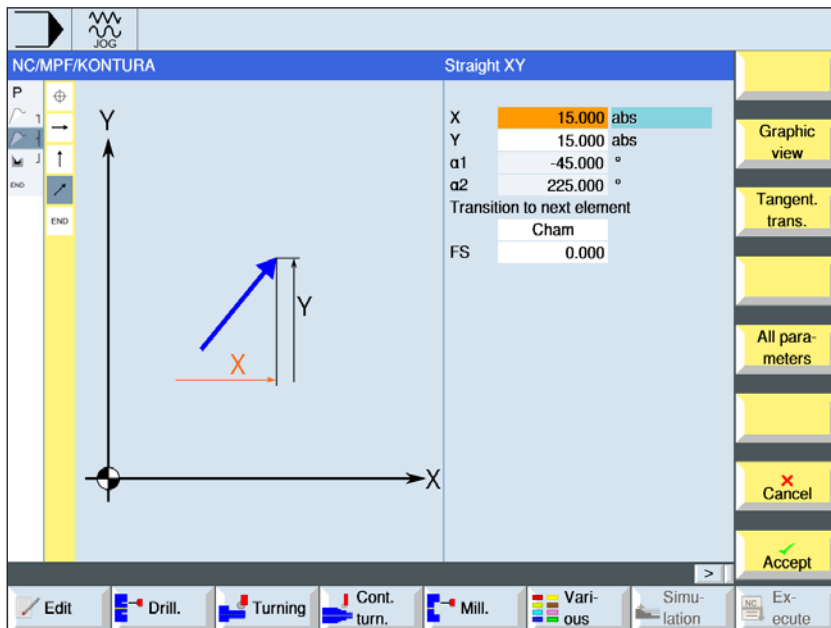 JOG
NC/MPF/KONTURA
Straight XY
P
END
END
Y
X
Y
X
X 15.000 abs
Y 15.000 abs
α1 -45.000 °
α2 225.000 °
Transition to next element
Cham
FS 0.000
Graphic
view
Tangent.
trans.
All para-
meters
Cancel
Accept
>
Edit
Drill.
Turning
Cont.
turn.
Mill.
Vari-
ous
Simu-
lation
NC
Ex-
ecute